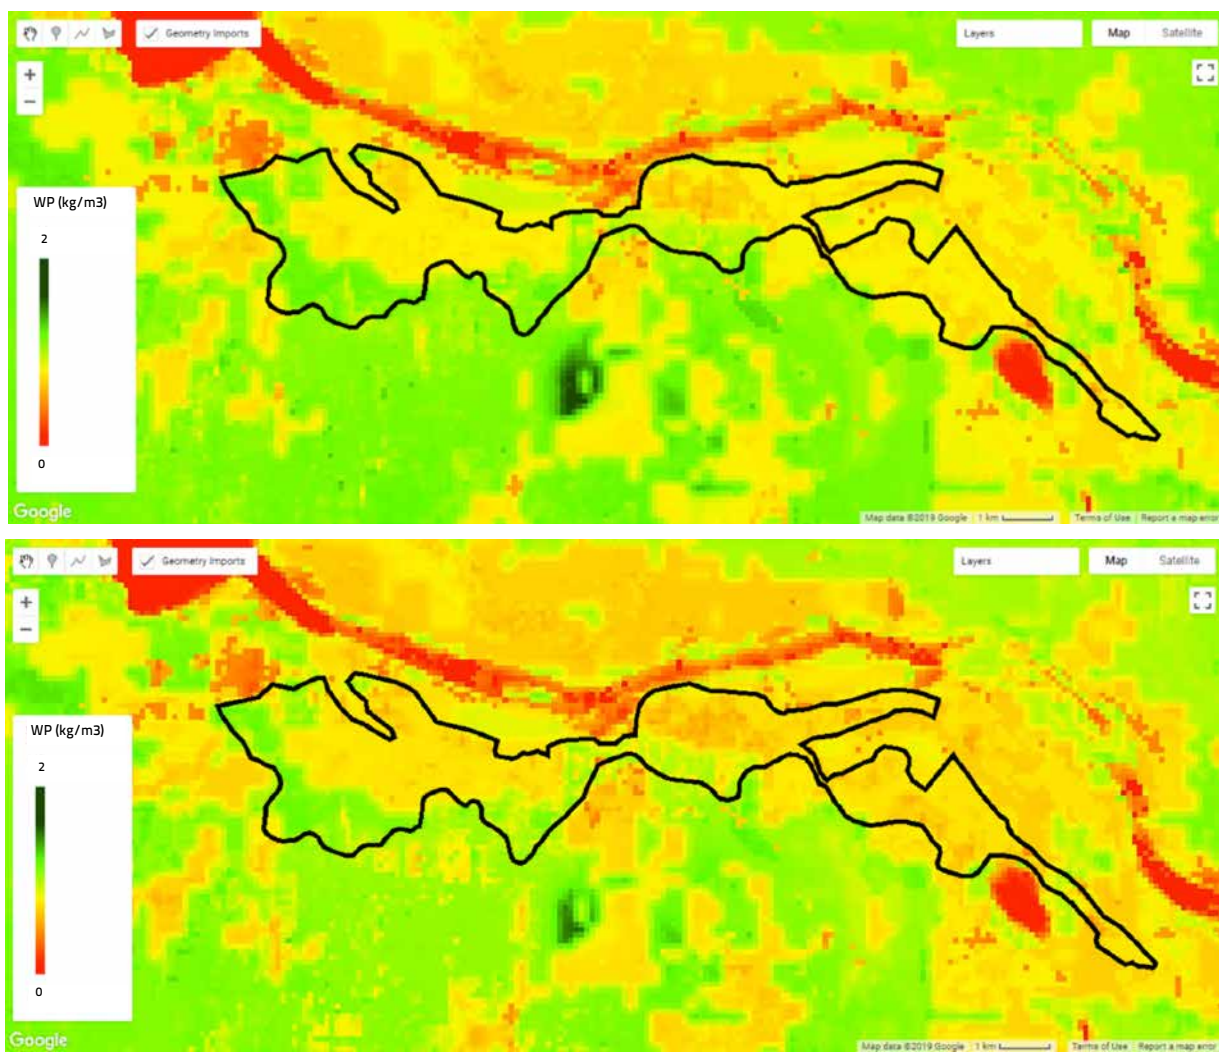 Geometry Imports
Layers
Map Satellite
+
−
WP (kg/m3)
2
0
Google
Map data ©2019 Google 1 km Terms of Use Report a map error
Geometry Imports
Layers
Map Satellite
+
−
WP (kg/m3)
2
0
Google
Map data ©2019 Google 1 km Terms of Use Report a map error